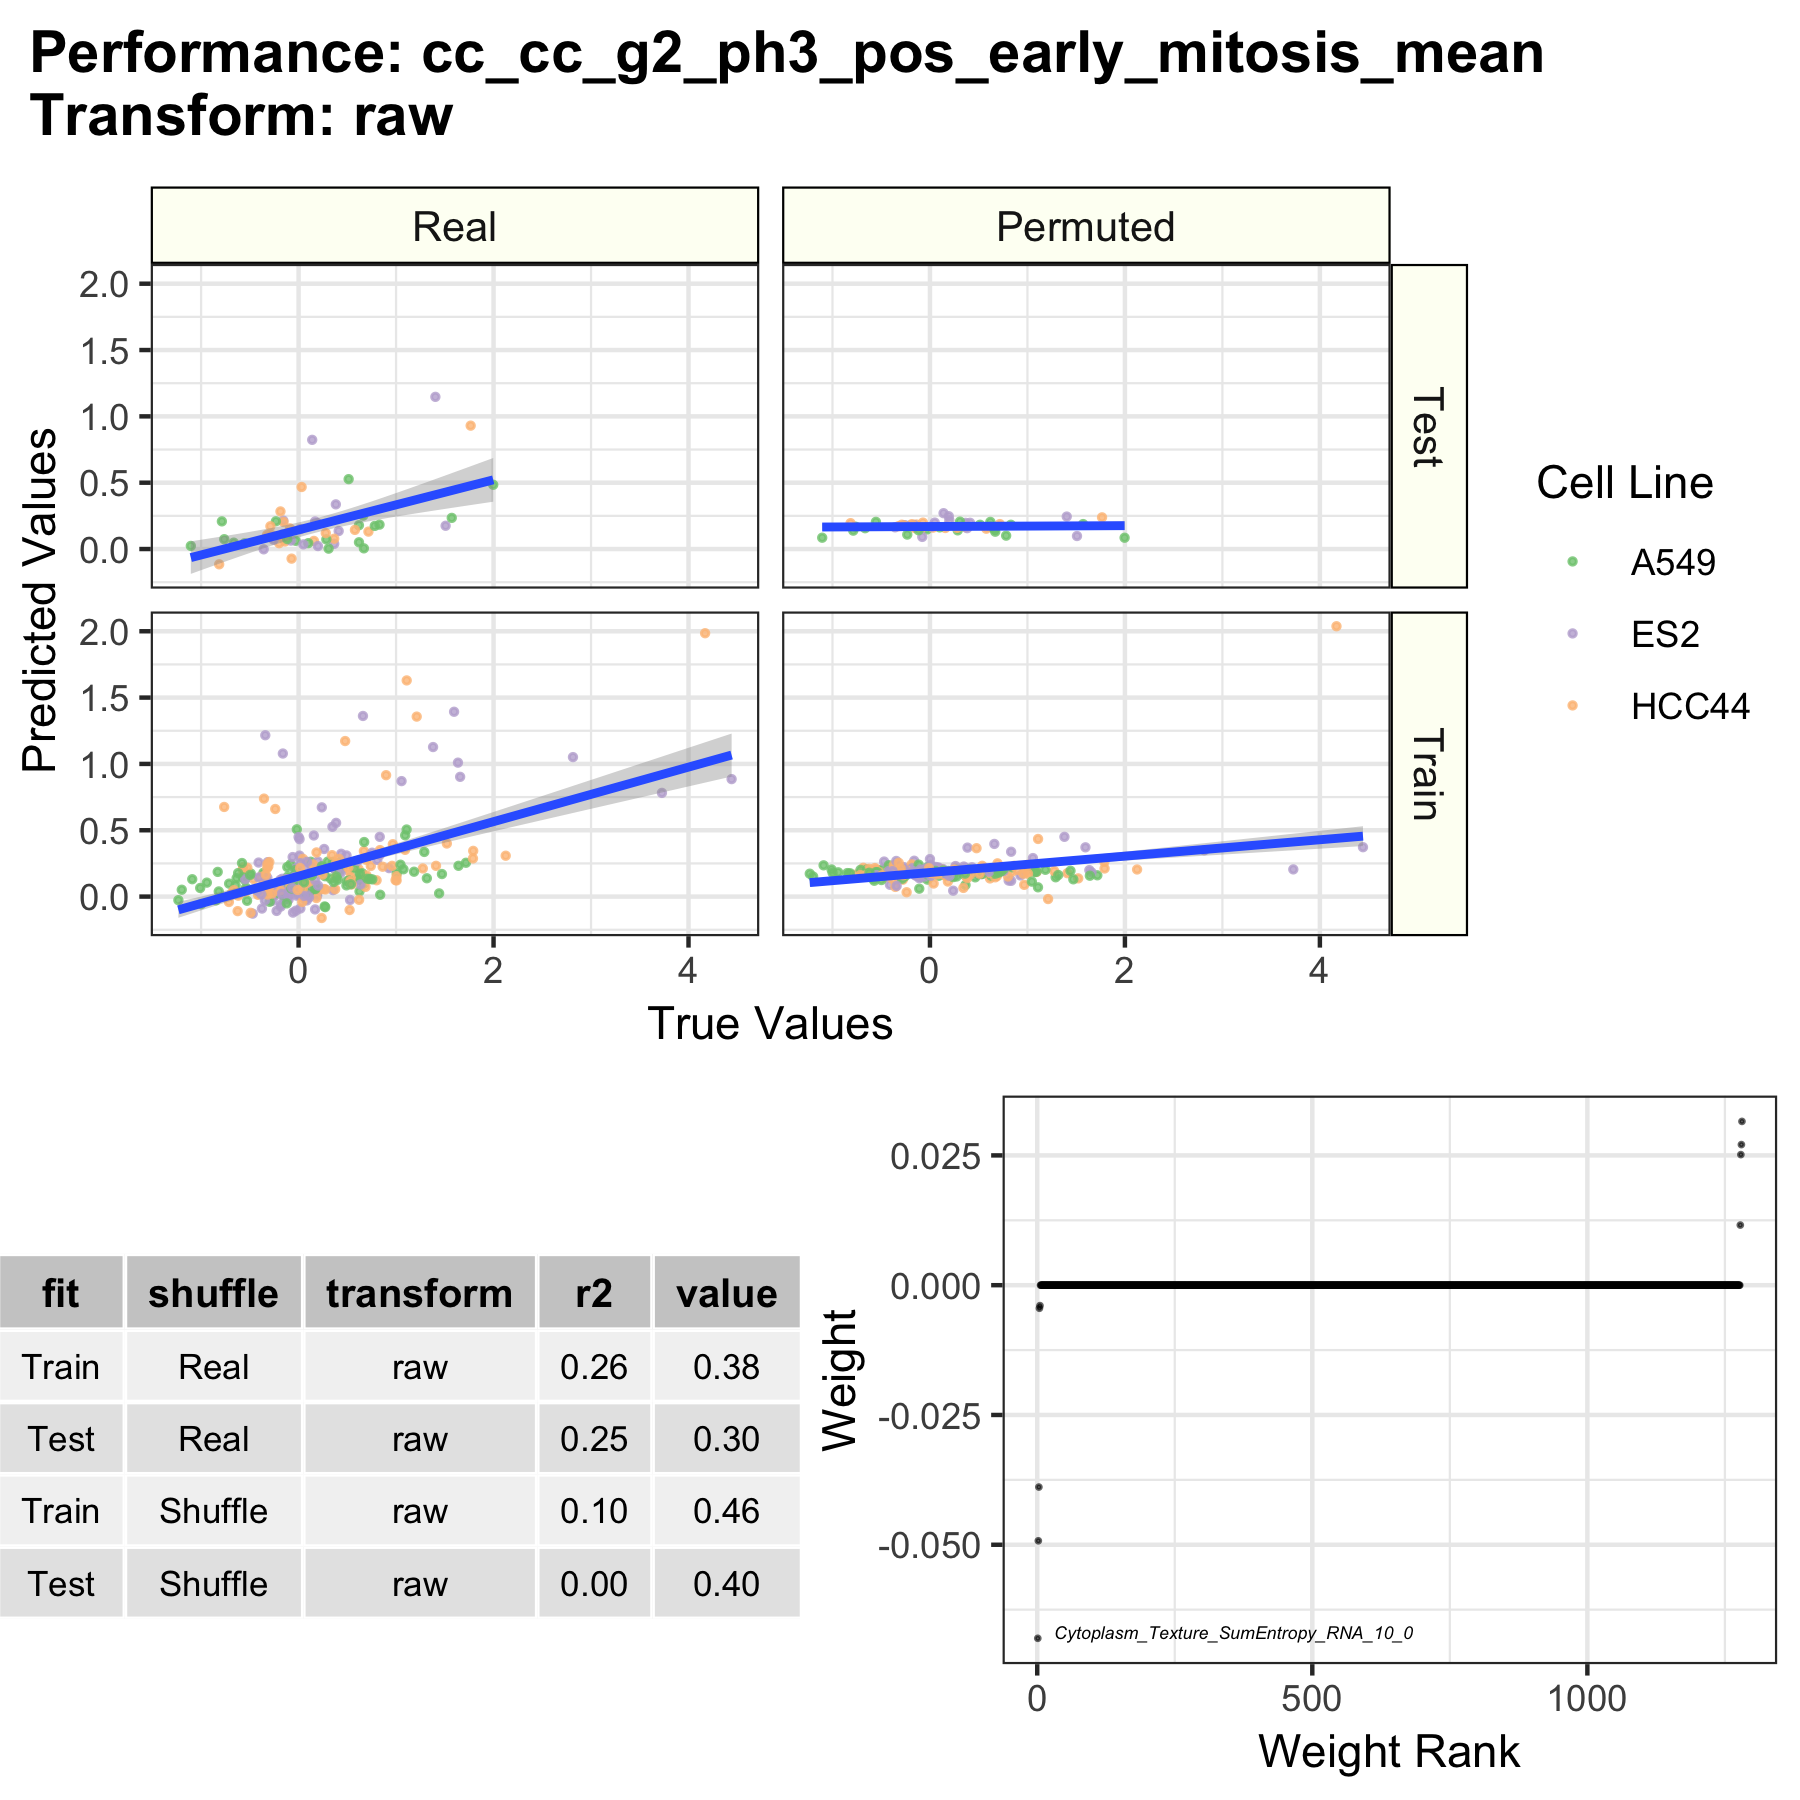 Performance: cc_cc_g2_ph3_pos_early_mitosis_mean
Transform: raw
Real
Permuted
2.0
1.5
1.0
0.5
0.0
Test
2.0
1.5
1.0
0.5
0.0
Train
Predicted Values
0
2
4
0
2
4
True Values
Cell Line
A549
ES2
HCC44
fit shuffle transform r2 value
Train Real raw 0.26 0.38
Test Real raw 0.25 0.30
Train Shuffle raw 0.10 0.46
Test Shuffle raw 0.00 0.40
0.025
0.000
-0.025
-0.050
Weight
Cytoplasm_Texture_SumEntropy_RNA_10_0
0
500
1000
Weight Rank